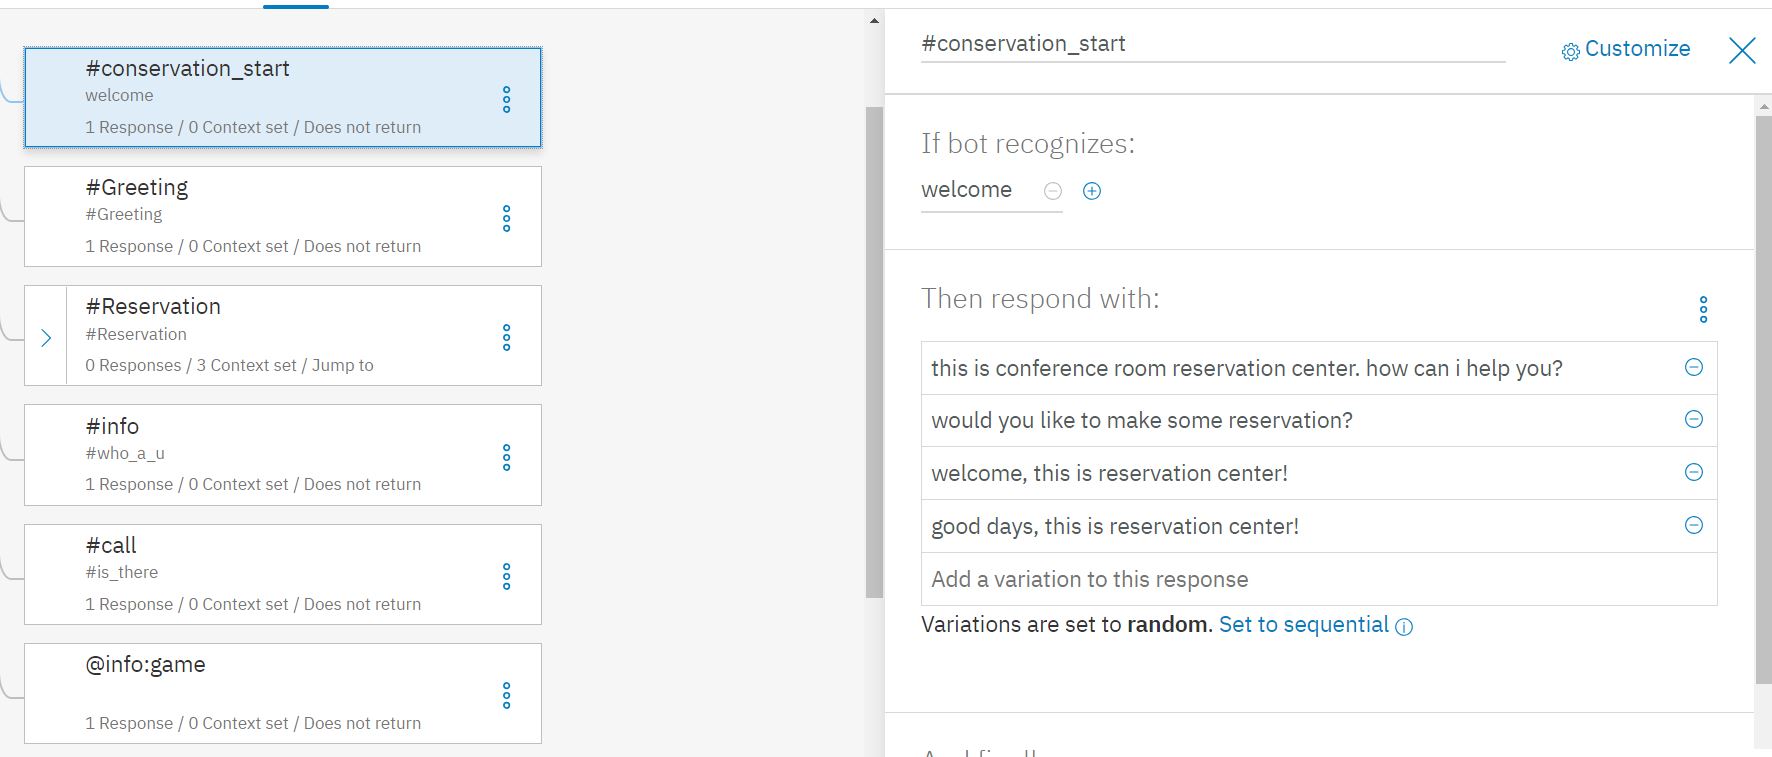 #conservation_start
welcome
1 Response / 0 Context set / Does not return
#Greeting
#Greeting
1 Response / 0 Context set / Does not return
#Reservation
#Reservation
0 Responses / 3 Context set / Jump to
#info
#who_a_u
1 Response / 0 Context set / Does not return
#call
#is_there
1 Response / 0 Context set / Does not return
@info:game
1 Response / 0 Context set / Does not return
#conservation_start
Customize
If bot recognizes:
welcome
Then respond with:
this is conference room reservation center. how can i help you?
would you like to make some reservation?
welcome, this is reservation center!
good days, this is reservation center!
Add a variation to this response
Variations are set to random. Set to sequential